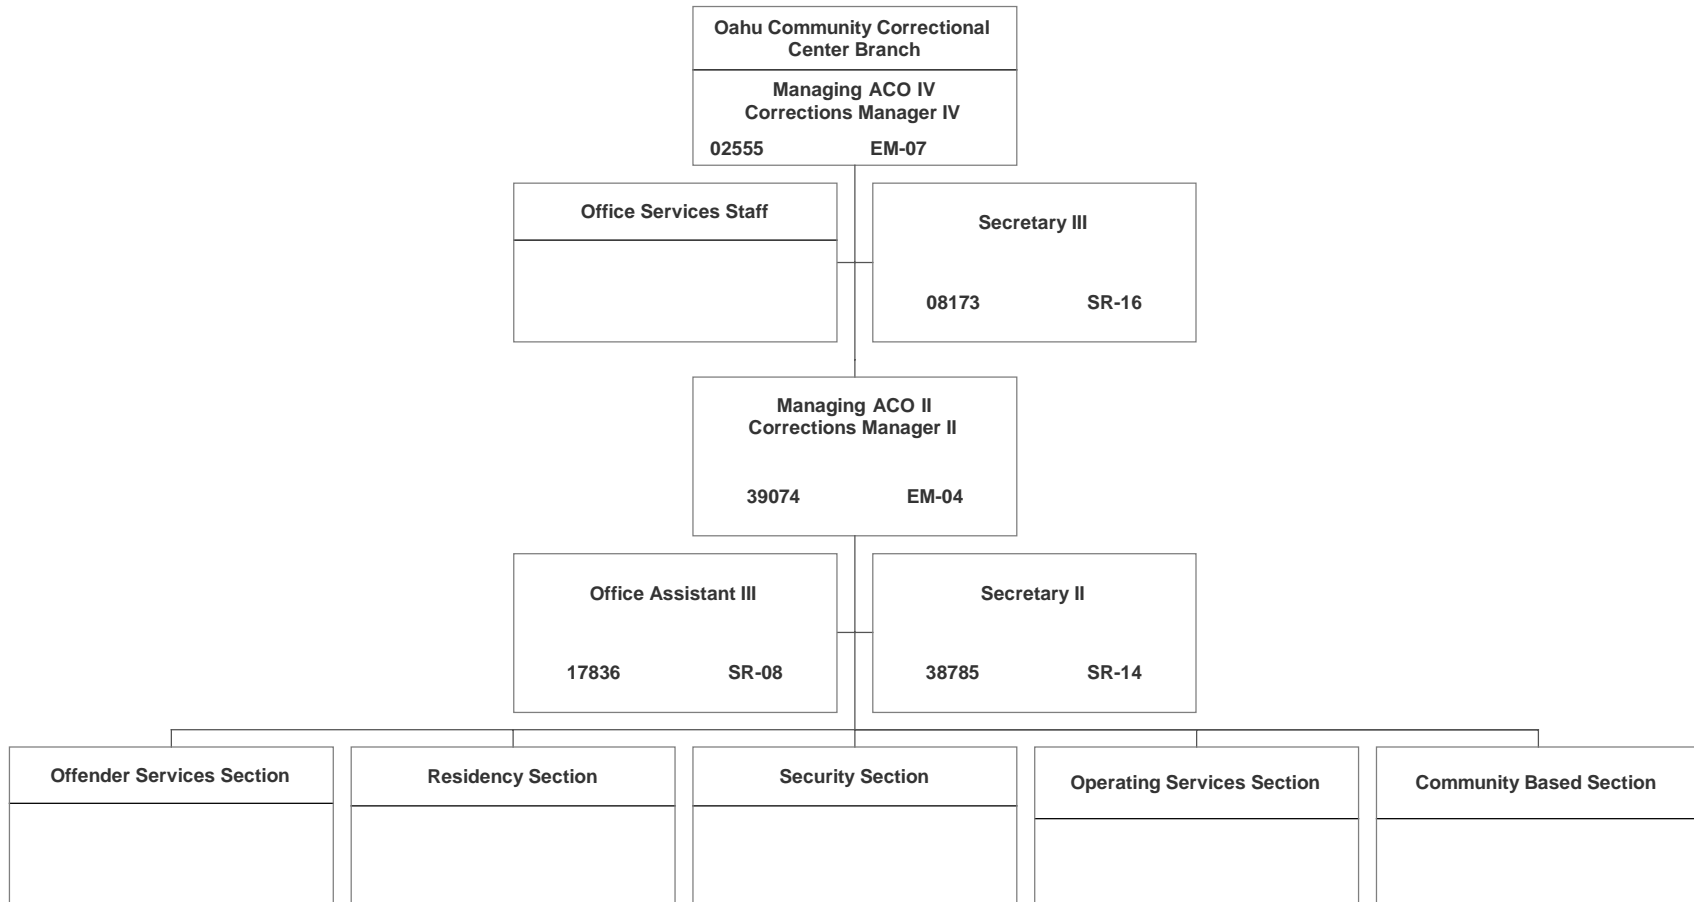 Oahu Community Correctional
Center Branch
Managing ACO IV
Corrections Manager IV
02555 EM-07
Office Services Staff
Secretary III
08173 SR-16
Managing ACO II
Corrections Manager II
39074 EM-04
Office Assistant III
17836 SR-08
Secretary II
38785 SR-14
Offender Services Section
Residency Section
Security Section
Operating Services Section
Community Based Section